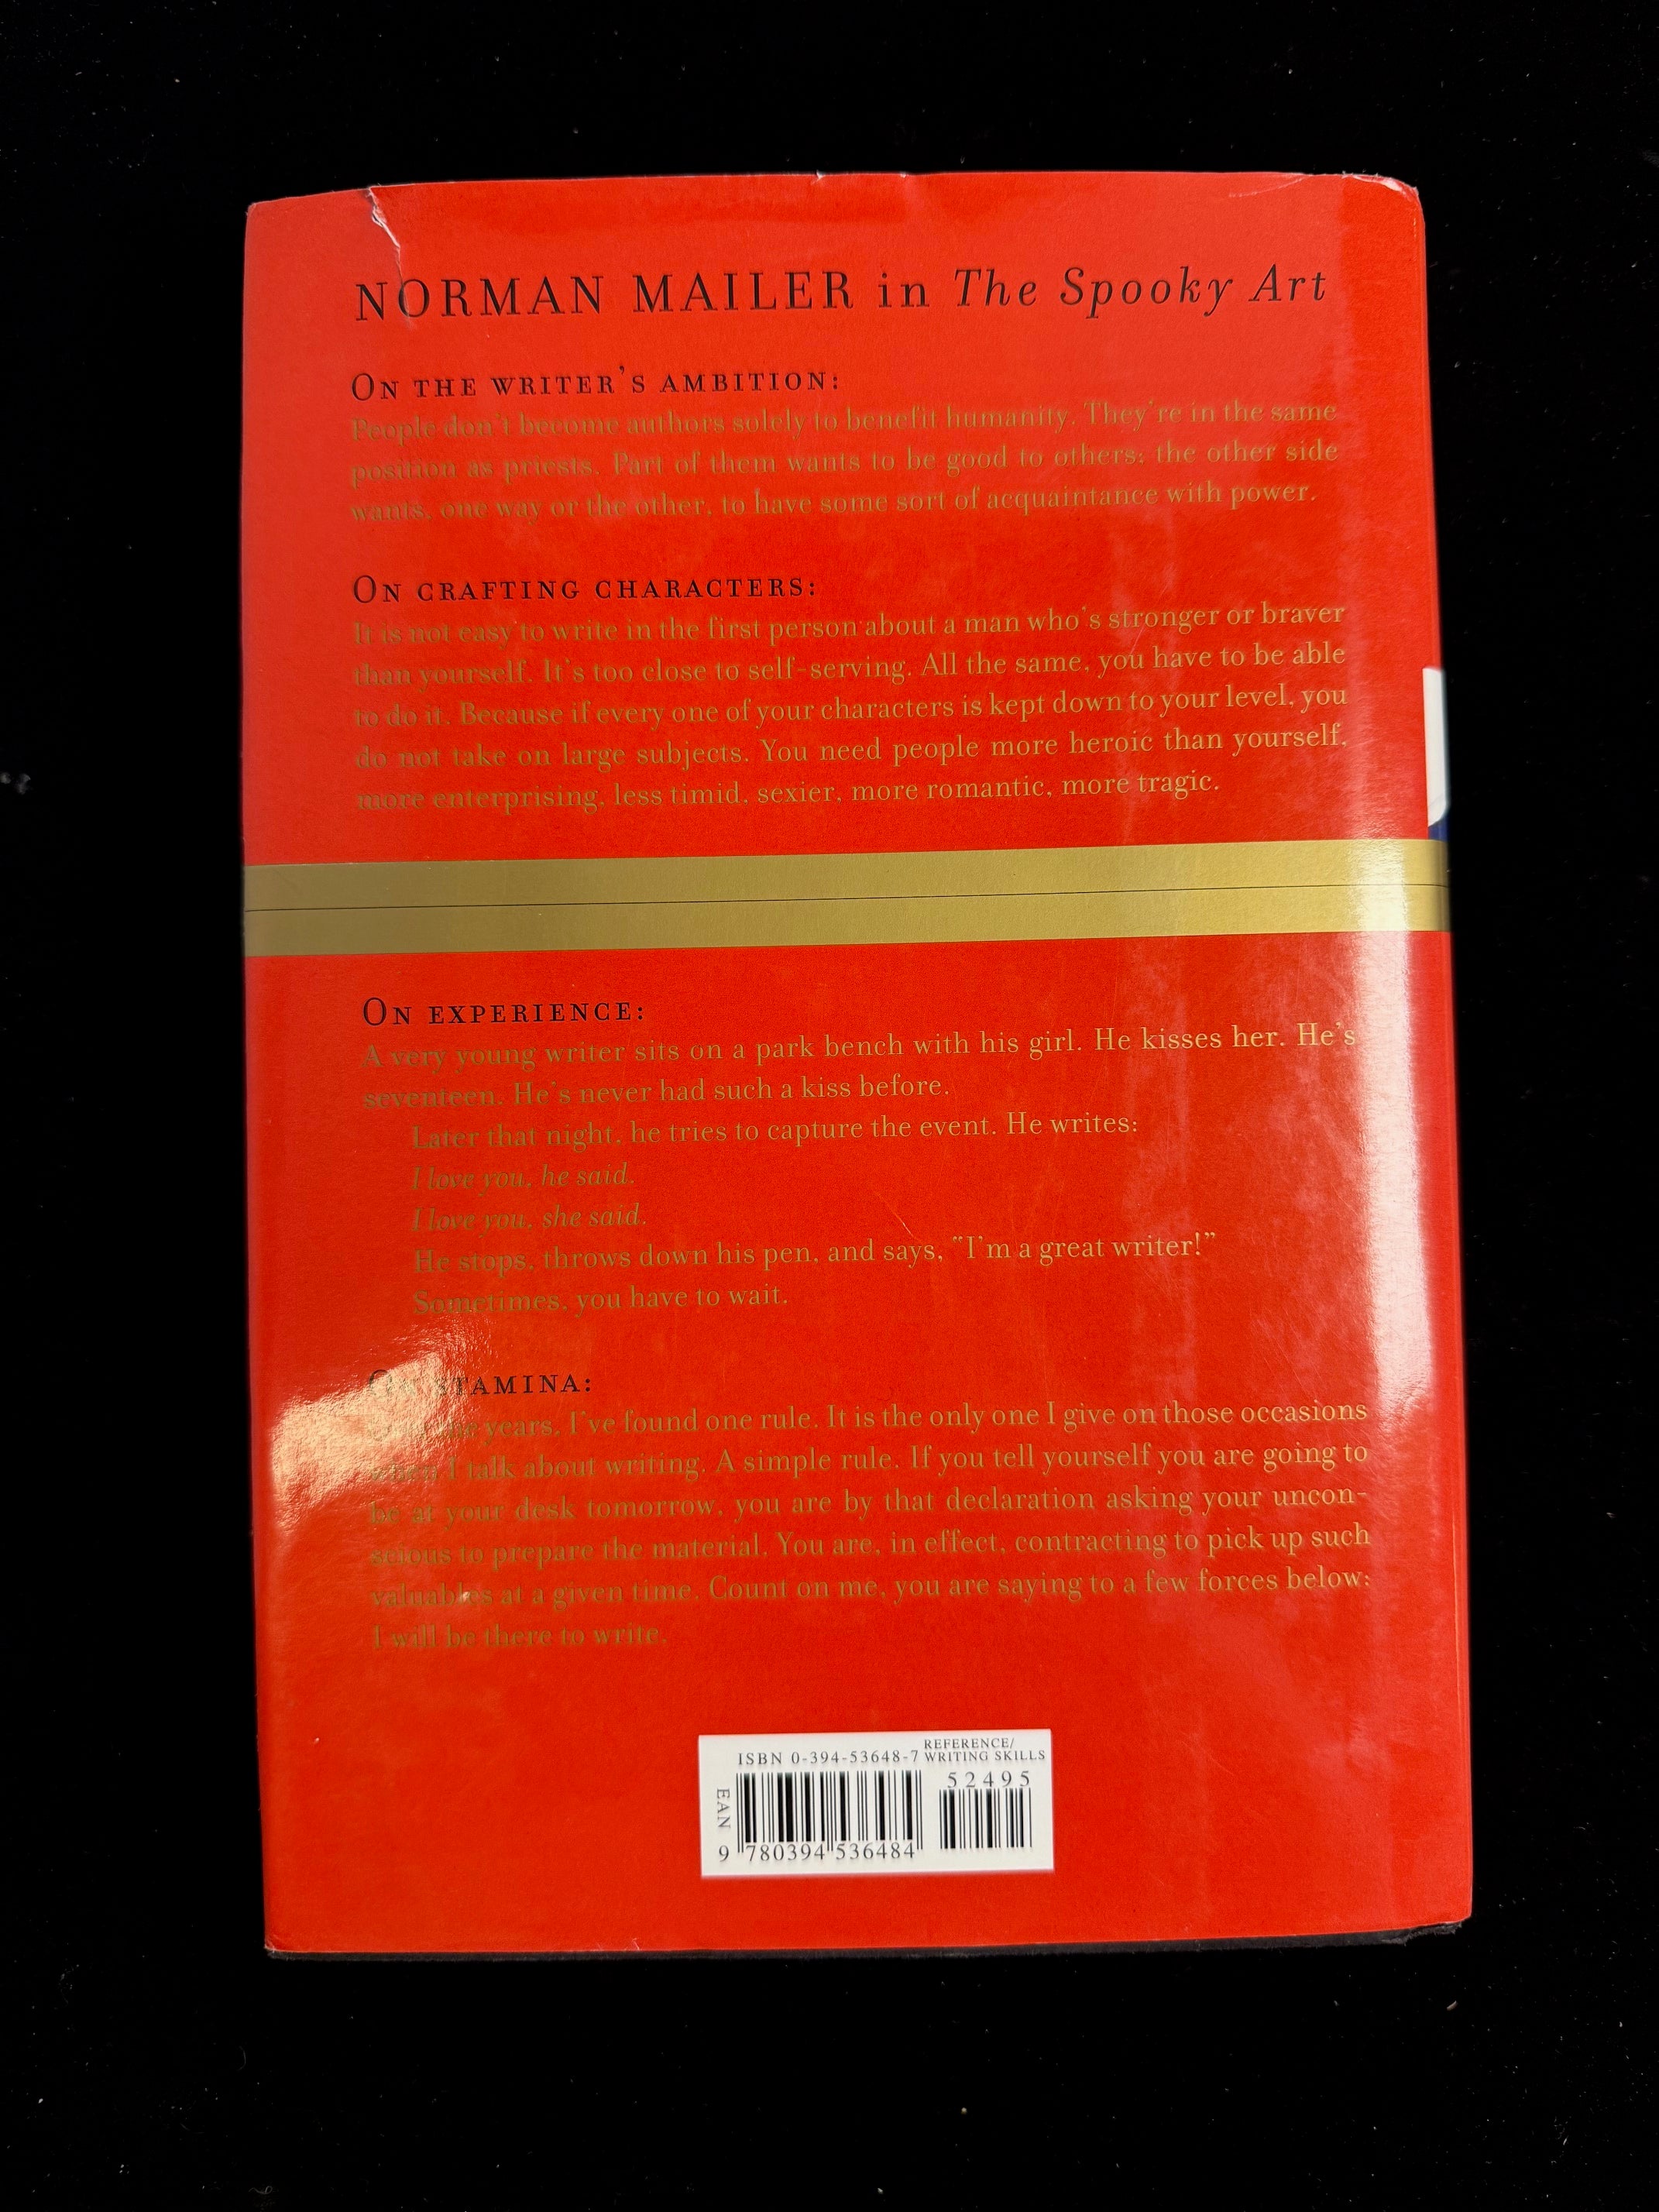 NORMAN MAILER in The Spooky Art
ON THE WRITER'S AMBITION:
People don't become authors solely to benefit humanity. They're in the same
position as priests. Part of them wants to be good to others; the other side
wants, one way or the other, to have some sort of acquaintance with power.
ON CRAFTING CHARACTERS:
It is not easy to write in the first person about a man who's stronger or braver
than yourself. It's too close to self-serving. All the same, you have to be able
to do it. Because if every one of your characters is kept down to your level, you
do not take on large subjects. You need people more heroic than yourself,
more enterprising, less timid, sexier, more romantic, more tragic.
ON EXPERIENCE:
A very young writer sits on a park bench with his girl. He kisses her. He's
seventeen. He's never had such a kiss before.
Later that night, he tries to capture the event. He writes:
I love you, he said.
I love you, she said.
He stops, throws down his pen, and says, "I'm a great writer!"
Sometimes, you have to wait.
ON STAMINA:
Over the years, I've found one rule. It is the only one I give on those occasions
when I talk about writing. A simple rule. If you tell yourself you are going to
be at your desk tomorrow, you are by that declaration asking your uncon-
scious to prepare the material. You are, in effect, contracting to pick up such
valuables at a given time. Count on me, you are saying to a few forces below:
I will be there to write.
ISBN 0-394-53648-7
REFERENCE/
WRITING SKILLS
52495
EAN
9 780394 536484